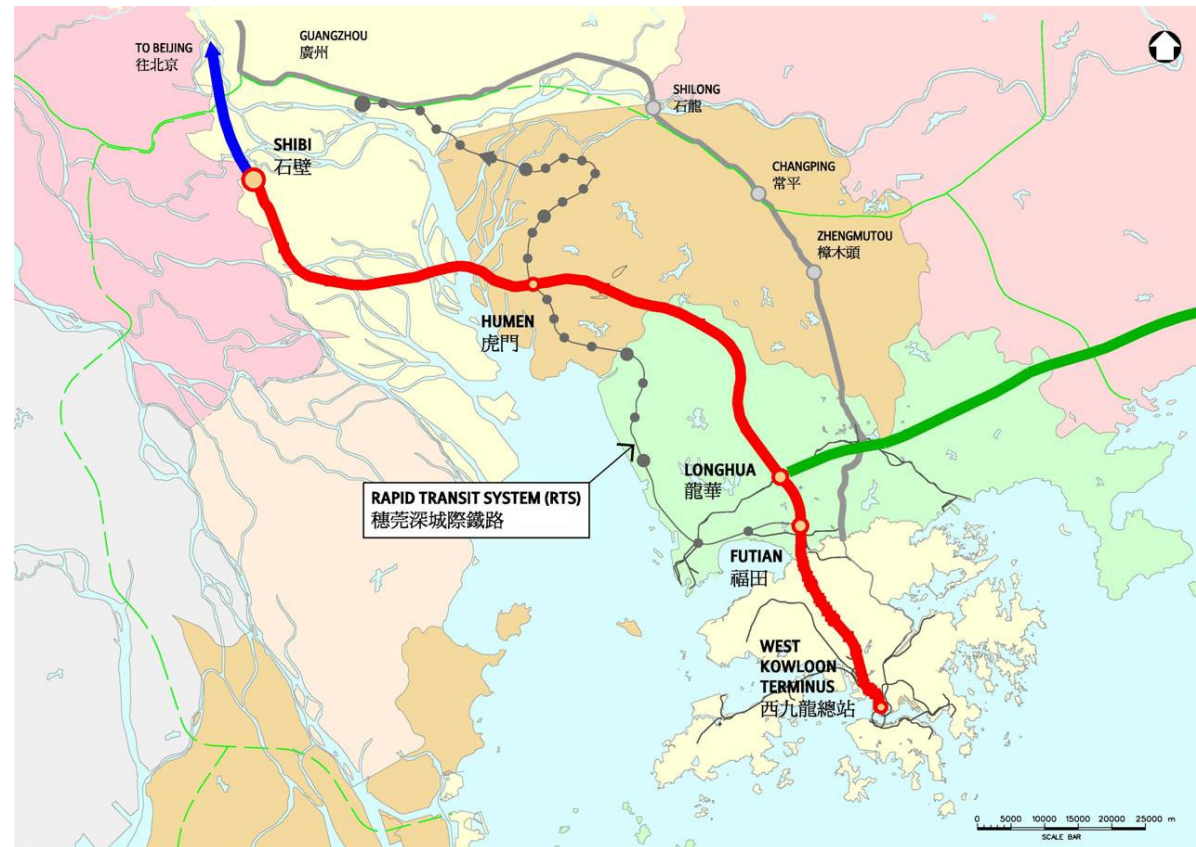 GUANGZHOU
廣州
TO BEIJING
往北京
SHILONG
石龍
SHIBI
石壁
CHANGPING
常平
ZHENGMUTOU
樟木頭
HUMEN
虎門
LONGHUA
龍華
RAPID TRANSIT SYSTEM (RTS)
穗莞深城際鐵路
FUTIAN
福田
WEST
KOWLOON
TERMINUS
西九龍總站
0 5000 10000 15000 20000 25000 m
SCALE BAR